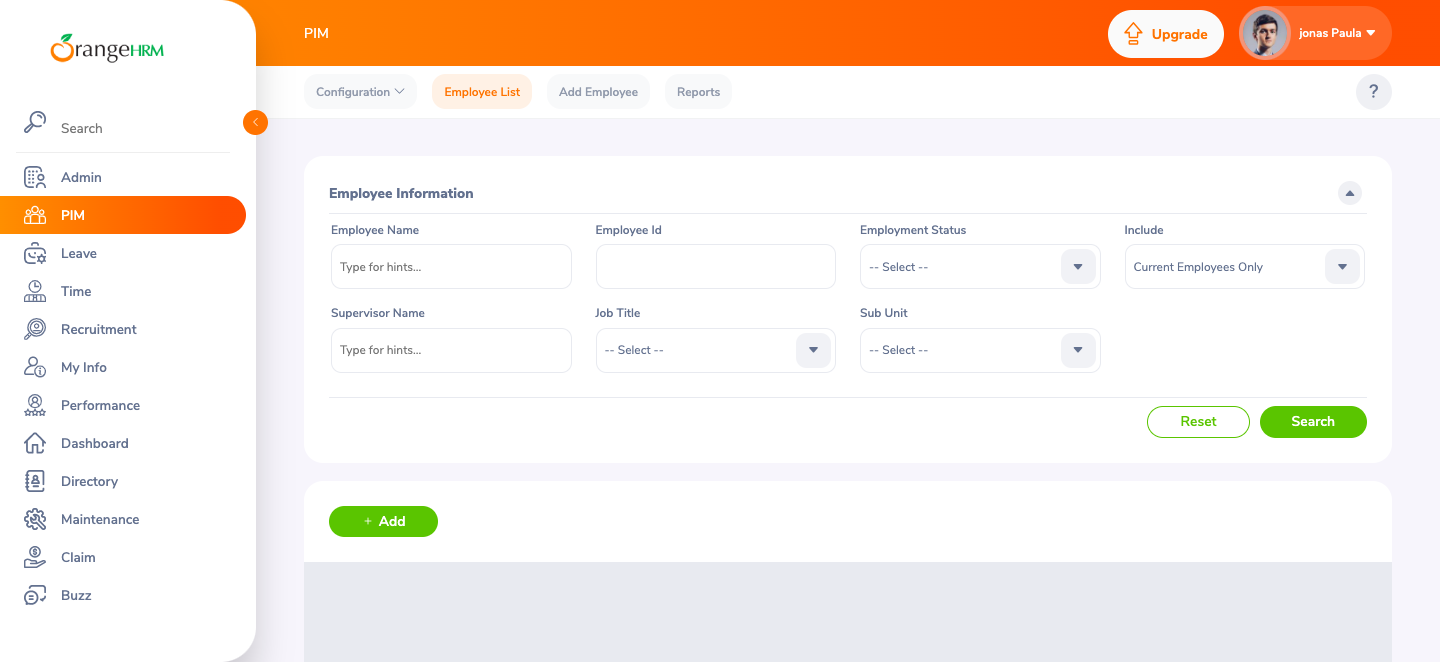 OrangeHRM
PIM
Upgrade
jonas Paula
Configuration
Employee List
Add Employee
Reports
?
Search
Admin
PIM
Leave
Time
Recruitment
My Info
Performance
Dashboard
Directory
Maintenance
Claim
Buzz
Employee Information
Employee Name
Employee Id
Employment Status
Include
Type for hints...
-- Select --
Current Employees Only
Supervisor Name
Job Title
Sub Unit
Type for hints...
-- Select --
-- Select --
Reset
Search
+ Add